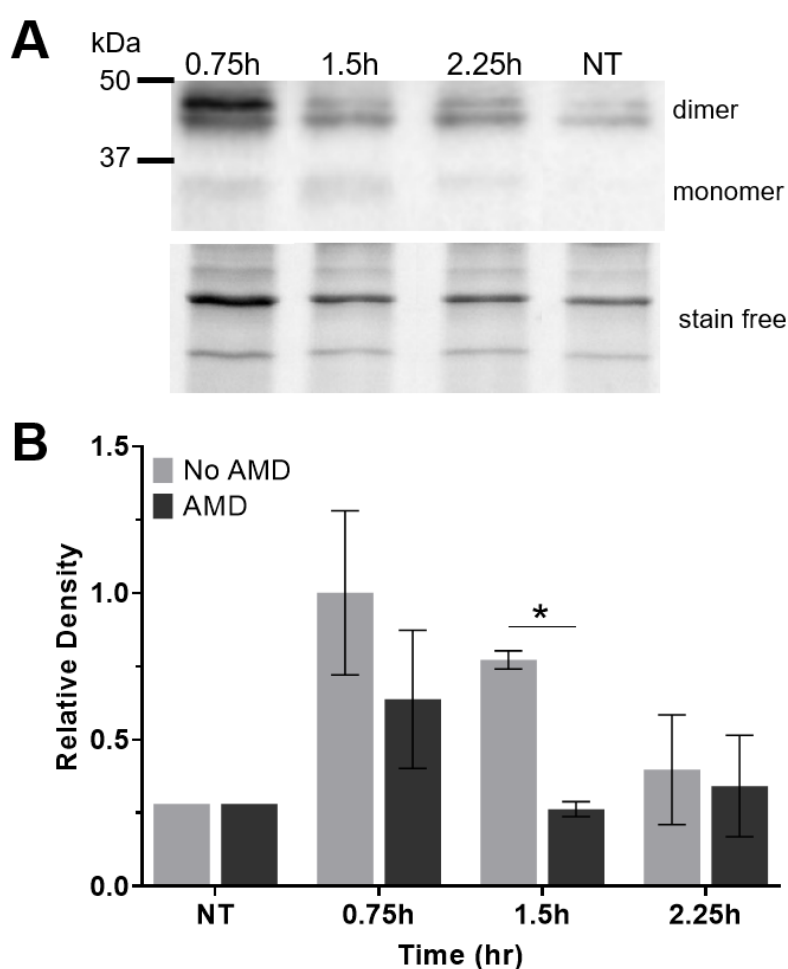 A
kDa
0.75h 1.5h 2.25h NT
50
dimer
37
monomer
stain free
B
1.5
No AMD
AMD
1.0
*
Relative Density
0.5
0.0
NT 0.75h 1.5h 2.25h
Time (hr)